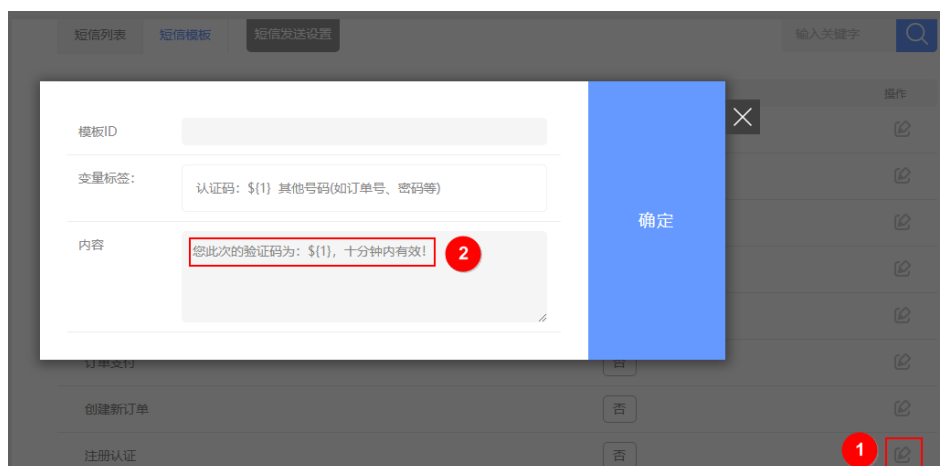 短信列表 短信模板 短信发送设置 输入关键字
操作
模板ID
变量标签： 认证码：${1} 其他号码(如订单号、密码等)
确定
内容 您此次的验证码为：${1}，十分钟内有效！ 2
订单支付 否
创建新订单 否
注册认证 否 1